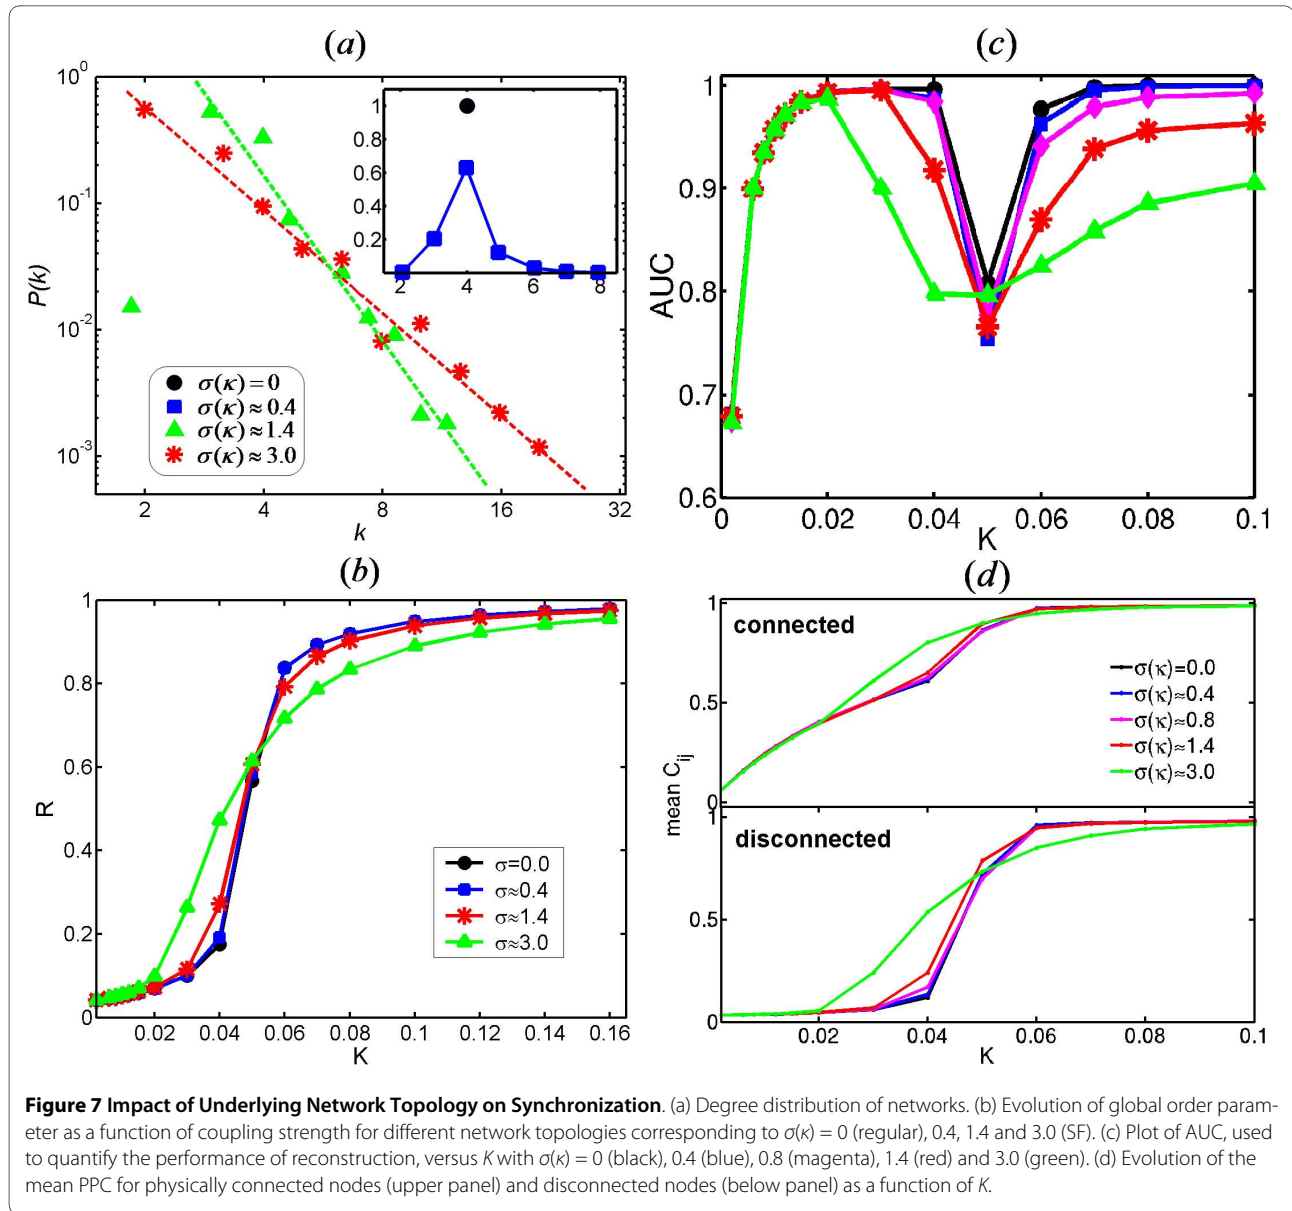 (a)
10^0
10^-1
10^-2
10^-3
P(k)
2 4 8 16 32
k
1
0.8
0.6
0.4
0.2
2 4 6 8
σ(κ) = 0
σ(κ) ≈ 0.4
σ(κ) ≈ 1.4
σ(κ) ≈ 3.0
(c)
1
0.9
0.8
0.7
0.6
AUC
0 0.02 0.04 0.06 0.08 0.1
K
(b)
1
0.8
0.6
0.4
0.2
0
R
0.02 0.04 0.06 0.08 0.10 0.12 0.14 0.16
K
σ=0.0
σ≈0.4
σ≈1.4
σ≈3.0
(d)
1
0.5
0
connected
σ(κ)=0.0
σ(κ)≈0.4
σ(κ)≈0.8
σ(κ)≈1.4
σ(κ)≈3.0
mean C_ij
1
0.5
0
disconnected
0.02 0.04 0.06 0.08 0.1
K
Figure 7 Impact of Underlying Network Topology on Synchronization. (a) Degree distribution of networks. (b) Evolution of global order param-
eter as a function of coupling strength for different network topologies corresponding to σ(κ) = 0 (regular), 0.4, 1.4 and 3.0 (SF). (c) Plot of AUC, used
to quantify the performance of reconstruction, versus K with σ(κ) = 0 (black), 0.4 (blue), 0.8 (magenta), 1.4 (red) and 3.0 (green). (d) Evolution of the
mean PPC for physically connected nodes (upper panel) and disconnected nodes (below panel) as a function of K.